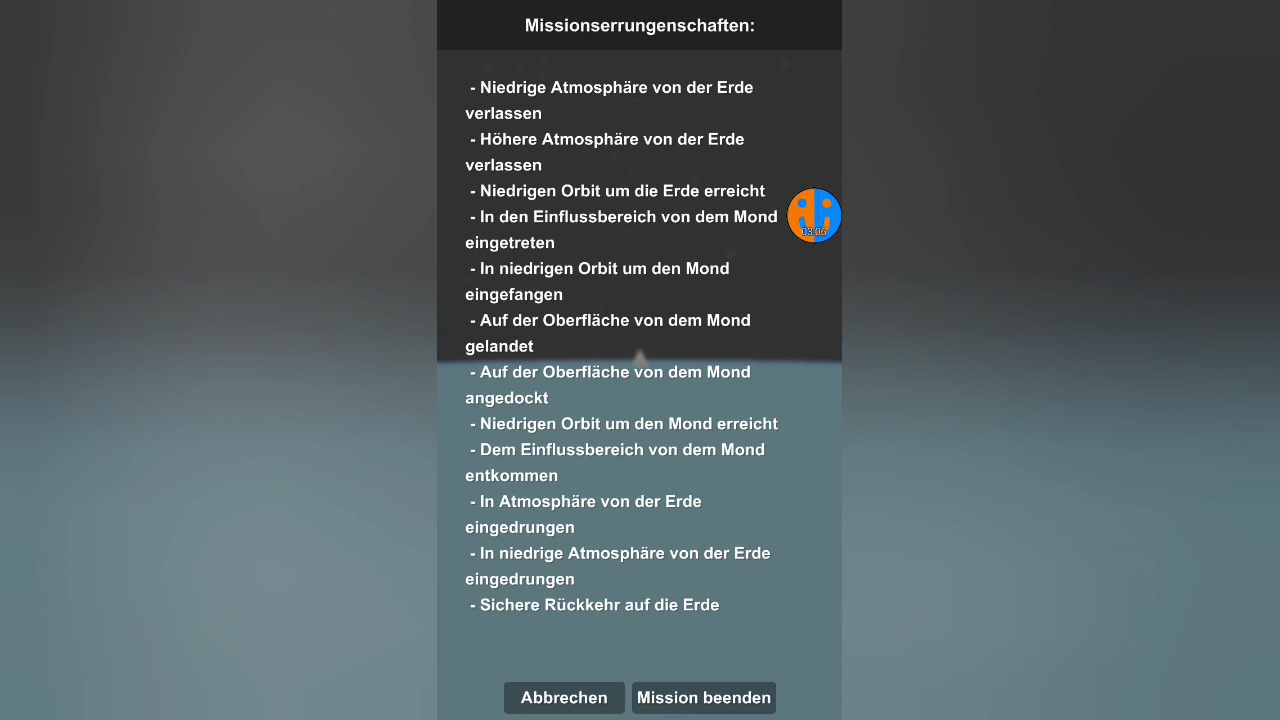 Missionserrungenschaften:
- Niedrige Atmosphäre von der Erde
verlassen
- Höhere Atmosphäre von der Erde
verlassen
- Niedrigen Orbit um die Erde erreicht
- In den Einflussbereich von dem Mond
eingetreten
03:06
- In niedrigen Orbit um den Mond
eingefangen
- Auf der Oberfläche von dem Mond
gelandet
- Auf der Oberfläche von dem Mond
angedockt
- Niedrigen Orbit um den Mond erreicht
- Dem Einflussbereich von dem Mond
entkommen
- In Atmosphäre von der Erde
eingedrungen
- In niedrige Atmosphäre von der Erde
eingedrungen
- Sichere Rückkehr auf die Erde
Abbrechen
Mission beenden